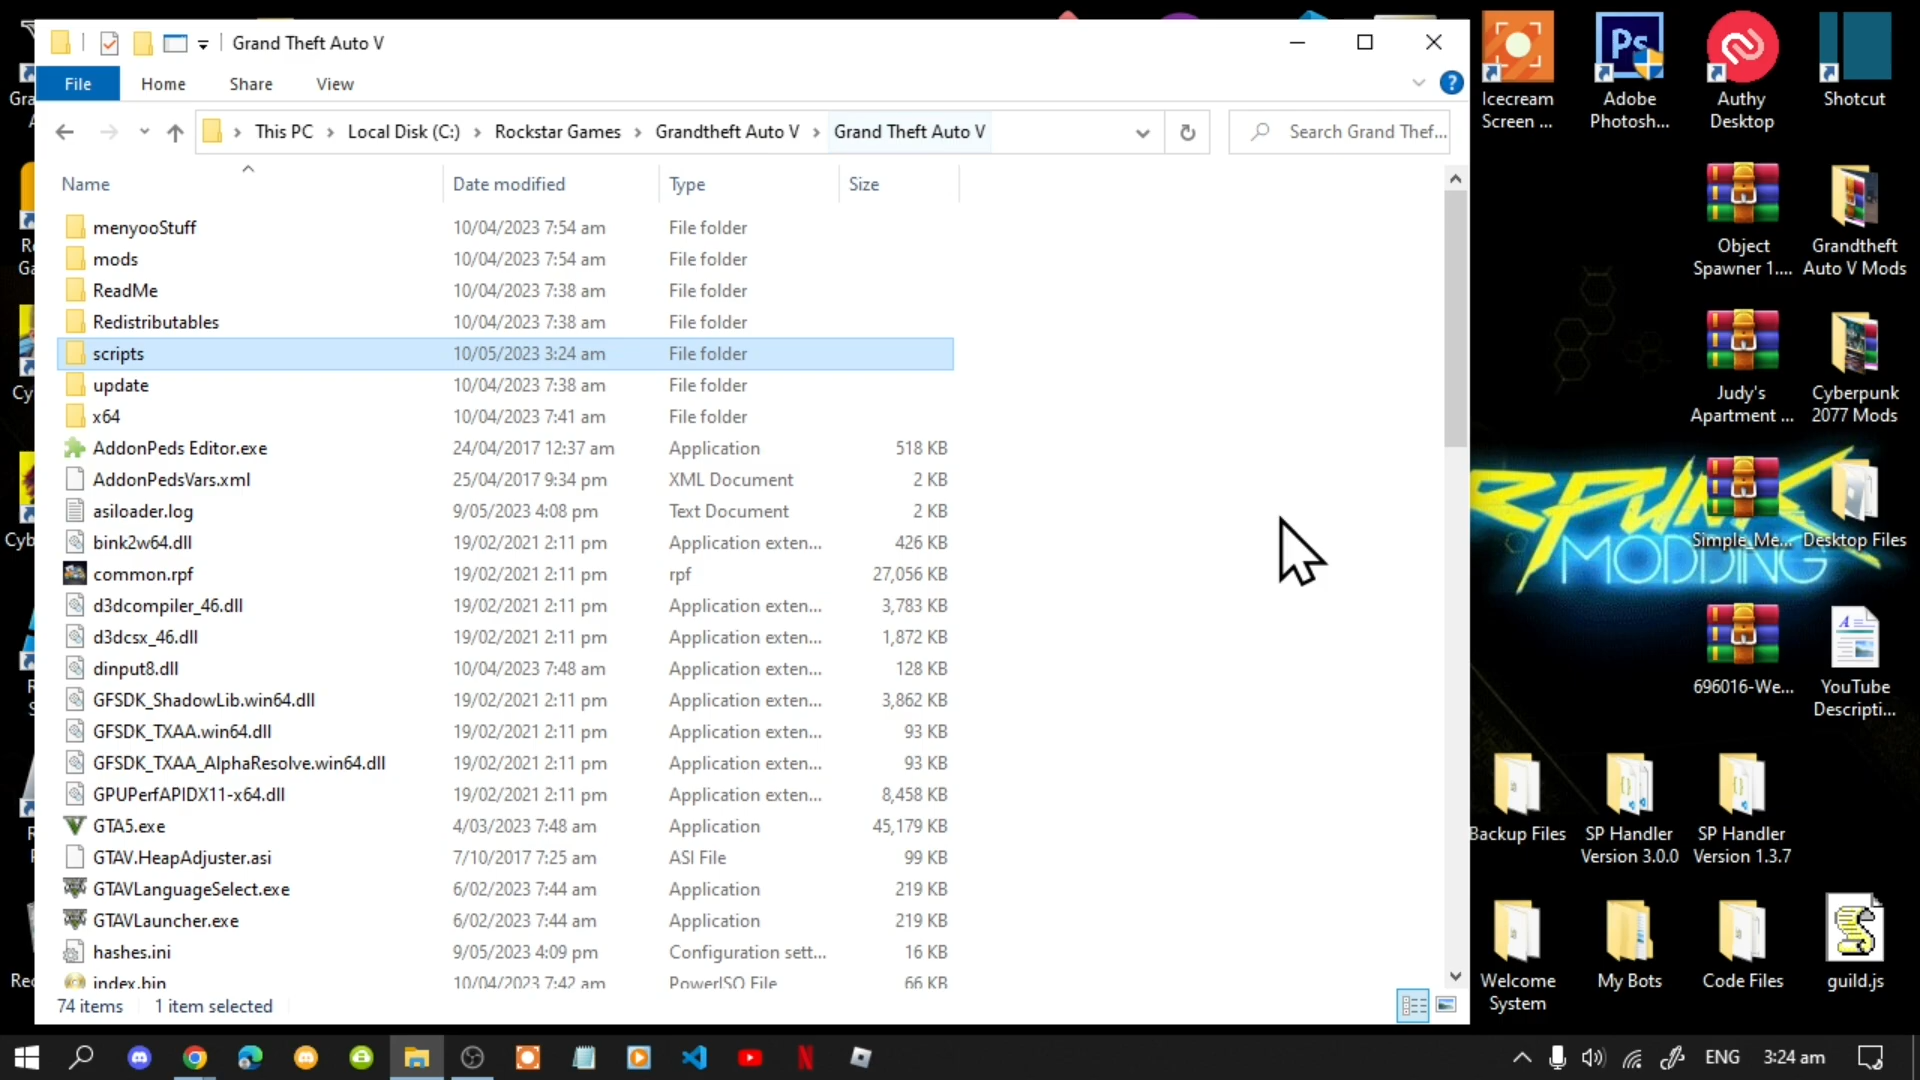 Grand Theft Auto V
File Home Share View
This PC Local Disk (C:) Rockstar Games Grandtheft Auto V Grand Theft Auto V
Search Grand Thef...
Name Date modified Type Size
menyooStuff 10/04/2023 7:54 am File folder
mods 10/04/2023 7:54 am File folder
ReadMe 10/04/2023 7:38 am File folder
Redistributables 10/04/2023 7:38 am File folder
scripts 10/05/2023 3:24 am File folder
update 10/04/2023 7:38 am File folder
x64 10/04/2023 7:41 am File folder
AddonPeds Editor.exe 24/04/2017 12:37 am Application 518 KB
AddonPedsVars.xml 25/04/2017 9:34 pm XML Document 2 KB
asiloader.log 9/05/2023 4:08 pm Text Document 2 KB
bink2w64.dll 19/02/2021 2:11 pm Application exten... 426 KB
common.rpf 19/02/2021 2:11 pm rpf 27,056 KB
d3dcompiler_46.dll 19/02/2021 2:11 pm Application exten... 3,783 KB
d3dcsx_46.dll 19/02/2021 2:11 pm Application exten... 1,872 KB
dinput8.dll 10/04/2023 7:48 am Application exten... 128 KB
GFSDK_ShadowLib.win64.dll 19/02/2021 2:11 pm Application exten... 3,862 KB
GFSDK_TXAA.win64.dll 19/02/2021 2:11 pm Application exten... 93 KB
GFSDK_TXAA_AlphaResolve.win64.dll 19/02/2021 2:11 pm Application exten... 93 KB
GPUPerfAPIDX11-x64.dll 19/02/2021 2:11 pm Application exten... 8,458 KB
GTA5.exe 4/03/2023 7:48 am Application 45,179 KB
GTAV.HeapAdjuster.asi 7/10/2017 7:25 am ASI File 99 KB
GTAVLanguageSelect.exe 6/02/2023 7:44 am Application 219 KB
GTAVLauncher.exe 6/02/2023 7:44 am Application 219 KB
hashes.ini 9/05/2023 4:09 pm Configuration sett... 16 KB
index.bin 10/04/2023 7:42 am PowerISO File 66 KB
74 items 1 item selected
Icecream
Screen ...
Ps
Adobe
Photosh...
Authy
Desktop
Shotcut
Object
Spawner 1....
Grandtheft
Auto V Mods
Judy's
Apartment ...
Cyberpunk
2077 Mods
RPUNK
MODDING
Simple_Me...
Desktop Files
696016-We...
YouTube
Descripti...
Backup Files
SP Handler
Version 3.0.0
SP Handler
Version 1.3.7
Welcome
System
My Bots
Code Files
guild.js
ENG 3:24 am